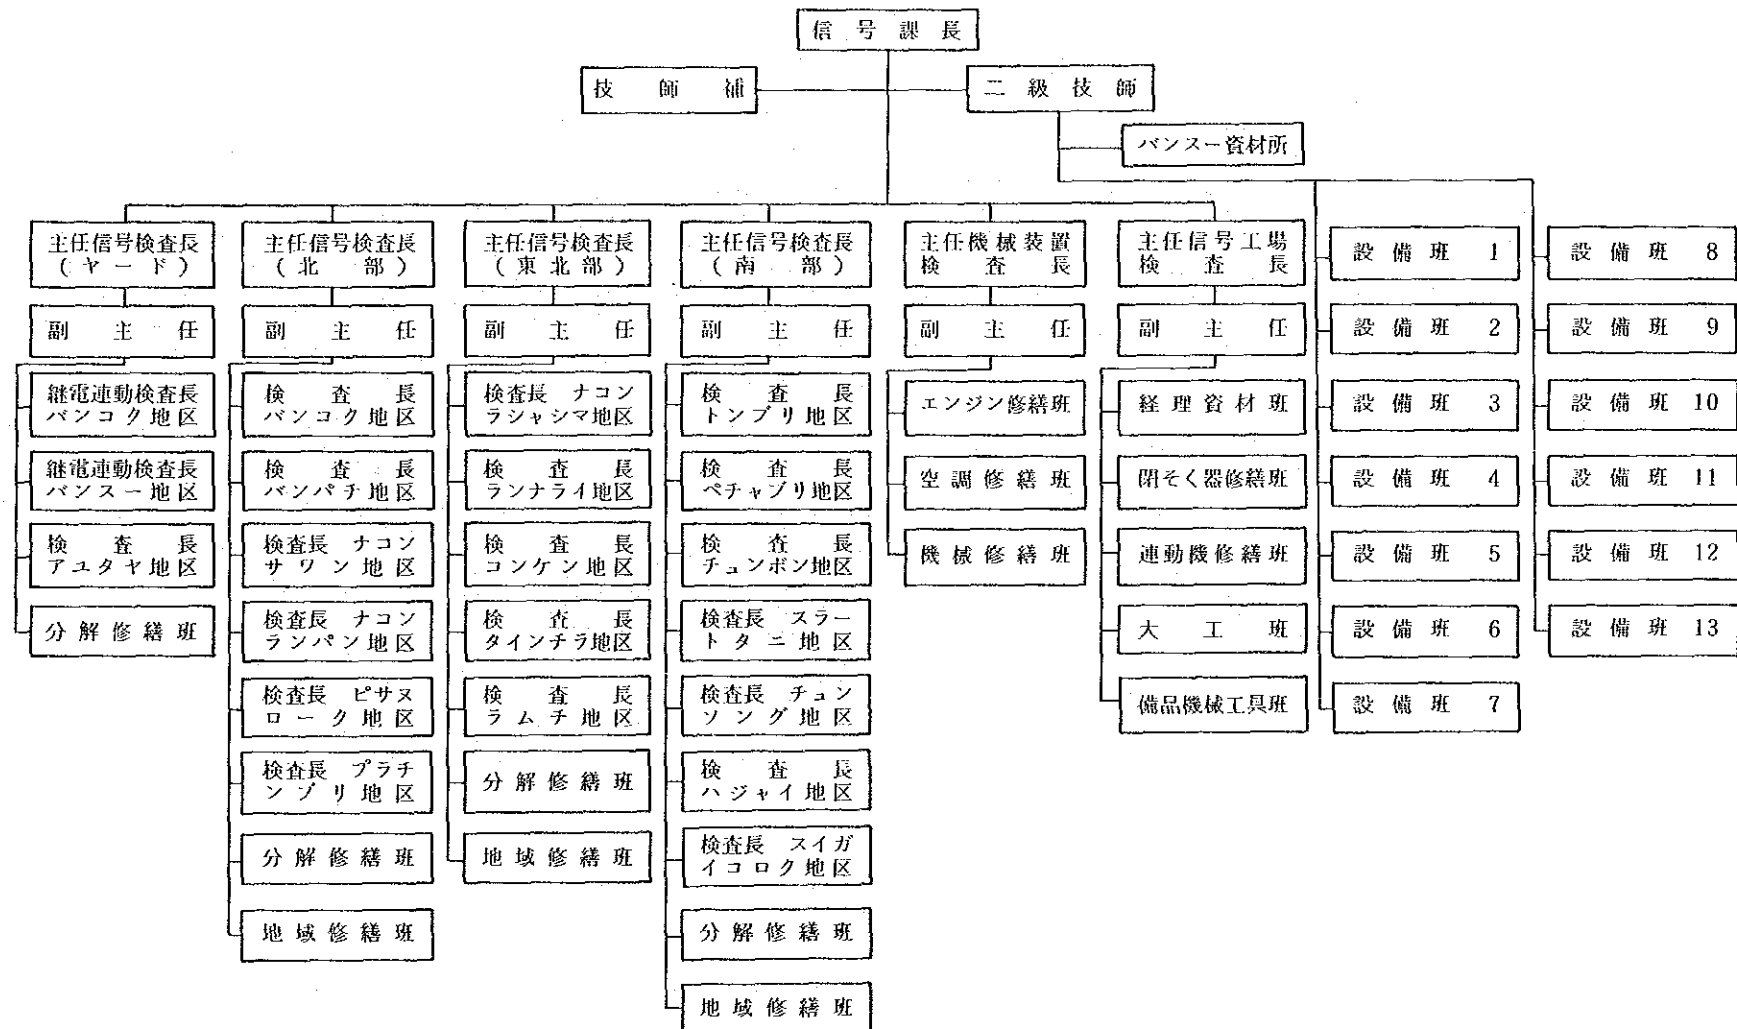 信号課長
技師補
二級技師
バンスー資材所
主任信号検査長
(ヤード)
副主任
継電連動検査長
バンコク地区
継電連動検査長
バンスー地区
検査長
アユタヤ地区
分解修繕班
主任信号検査長
(北部)
副主任
検査長
バンコク地区
検査長
バンパチ地区
検査長 ナコン
サワン地区
検査長 ナコン
ランパン地区
検査長 ピサヌ
ローク地区
検査長 プラチ
ンブリ地区
分解修繕班
地域修繕班
主任信号検査長
(東北部)
副主任
検査長 ナコン
ラシャシマ地区
検査長
ランナライ地区
検査長
コンケン地区
検査長
タインチラ地区
検査長
ラムチ地区
分解修繕班
地域修繕班
主任信号検査長
(南部)
副主任
検査長
トンブリ地区
検査長
ペチャブリ地区
検査長
チュンポン地区
検査長 スラー
トタニ地区
検査長 チュン
ソング地区
検査長
ハジャイ地区
検査長 スイガ
イコロク地区
分解修繕班
地域修繕班
主任機械装置
検査長
副主任
エンジン修繕班
空調修繕班
機械修繕班
主任信号工場
検査長
副主任
経理資材班
閉そく器修繕班
連動機修繕班
大工班
備品機械工具班
設備班 1
設備班 2
設備班 3
設備班 4
設備班 5
設備班 6
設備班 7
設備班 8
設備班 9
設備班 10
設備班 11
設備班 12
設備班 13